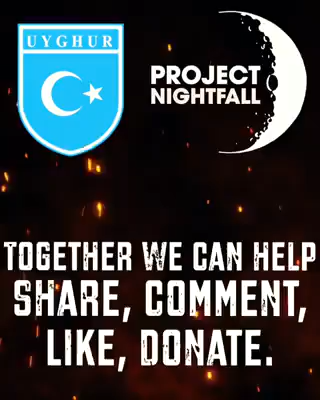 UYGHUR
PROJECT
NIGHTFALL
TOGETHER WE CAN HELP
SHARE, COMMENT,
LIKE, DONATE.